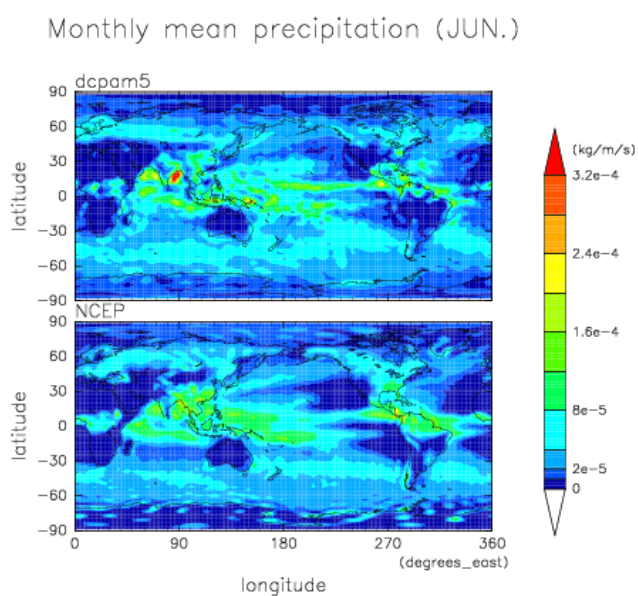 Monthly mean precipitation (JUN.)
dcpam5
90
60
30
0
−30
−60
−90
latitude
NCEP
90
60
30
0
−30
−60
−90
latitude
0
90
180
270
360
(degrees_east)
longitude
(kg/m/s)
3.2e−4
2.4e−4
1.6e−4
8e−5
2e−5
0